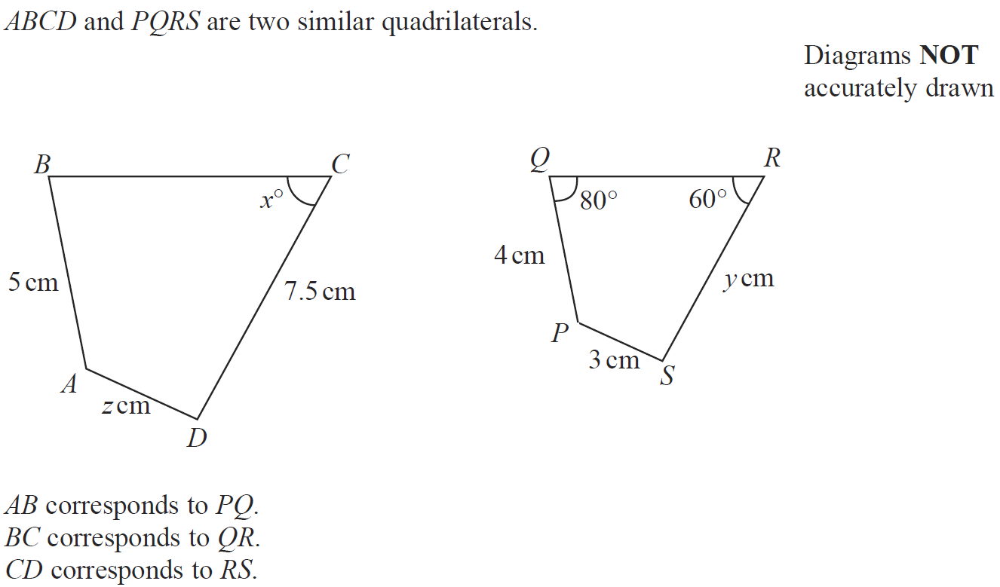 ABCD and PQRS are two similar quadrilaterals.
Diagrams NOT
accurately drawn
B
C
x°
5 cm
7.5 cm
A
z cm
D
Q
R
80°
60°
4 cm
y cm
P
3 cm
S
AB corresponds to PQ.
BC corresponds to QR.
CD corresponds to RS.